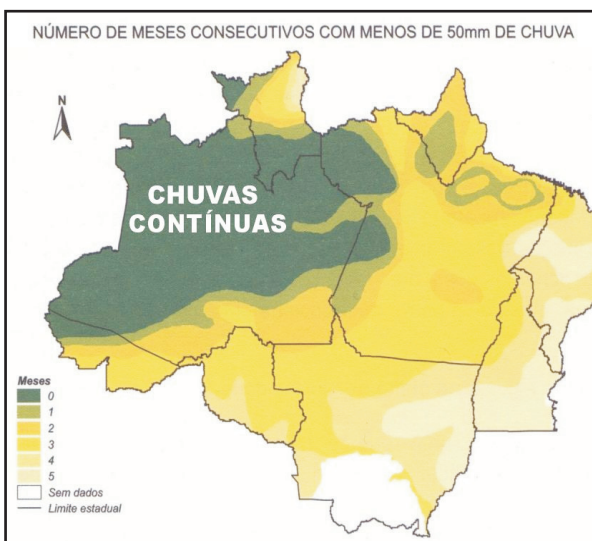 NÚMERO DE MESES CONSECUTIVOS COM MENOS DE 50mm DE CHUVA
N
CHUVAS
CONTÍNUAS
Meses
0
1
2
3
4
5
Sem dados
Limite estadual